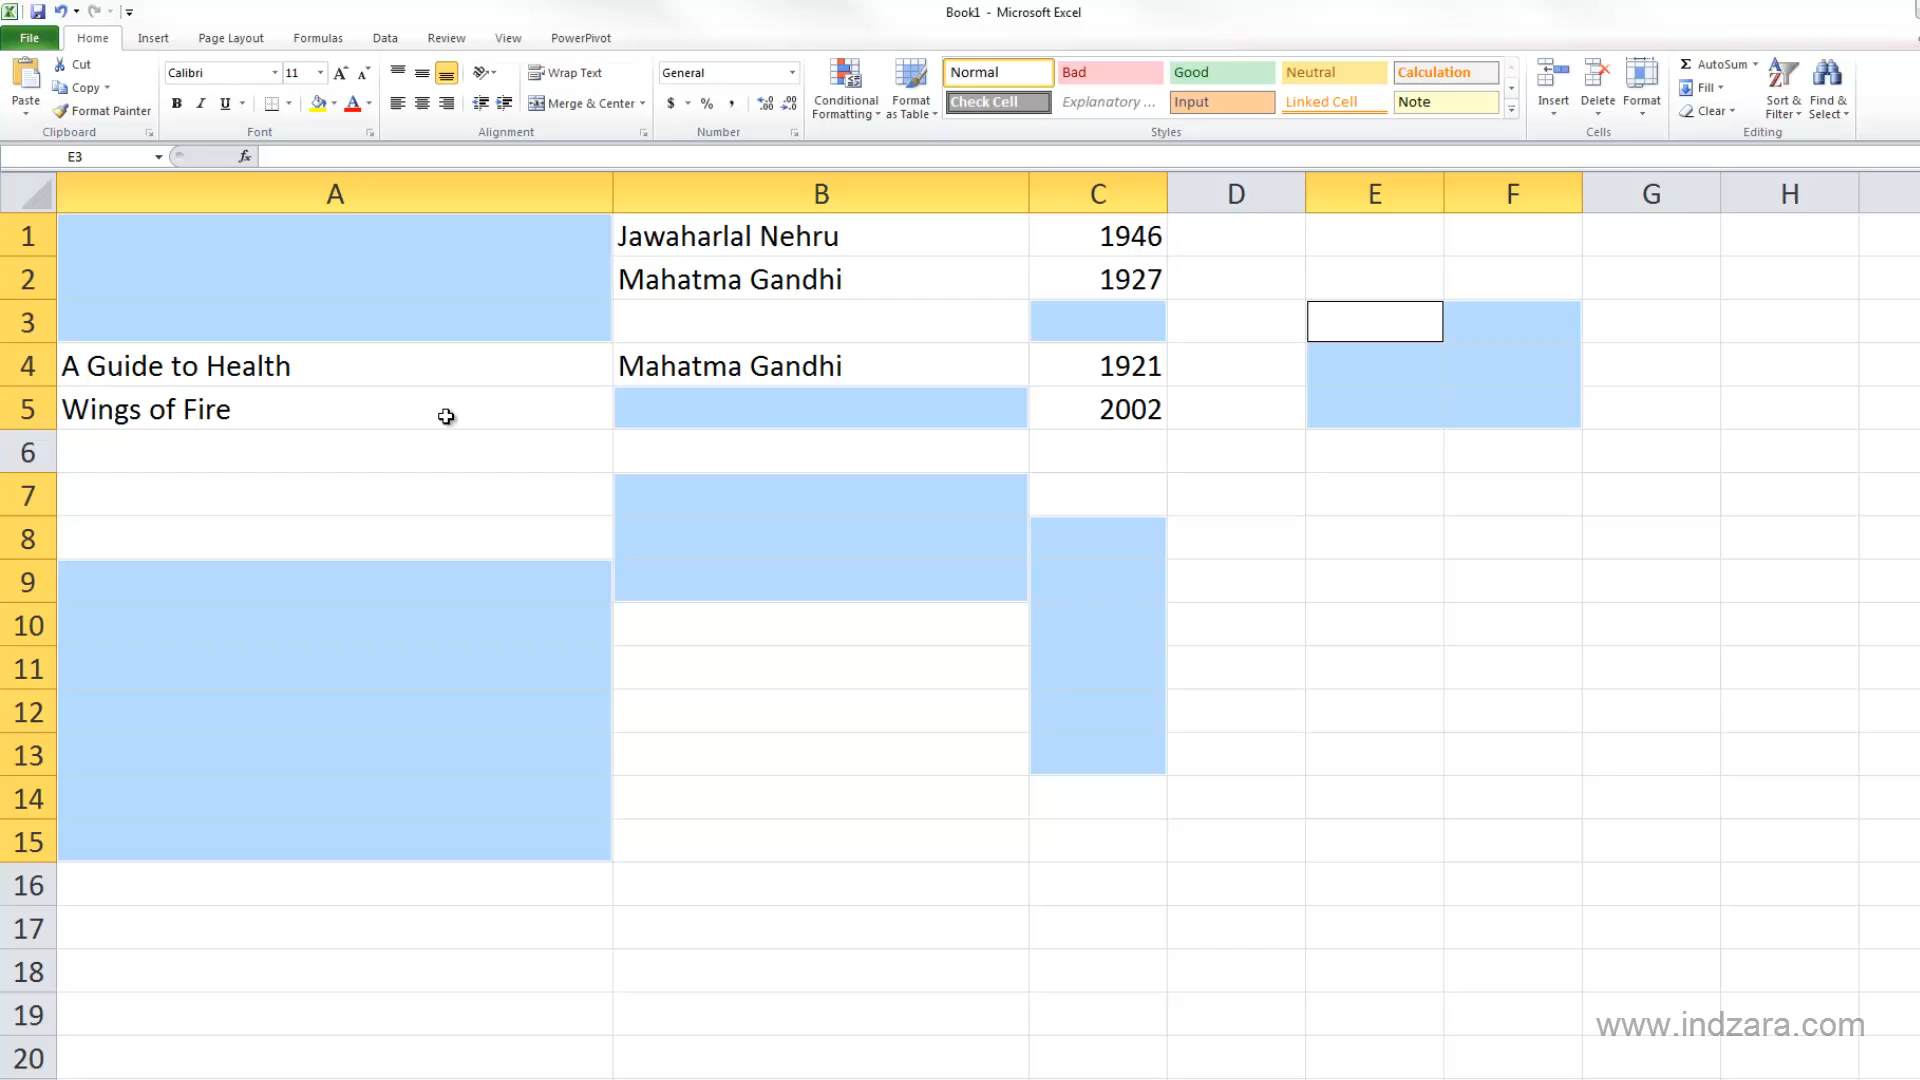 Book1 - Microsoft Excel
File Home Insert Page Layout Formulas Data Review View PowerPivot
Paste
Cut
Copy
Format Painter
Clipboard
Calibri 11
B I U
Font
Wrap Text
Merge & Center
Alignment
General
$ % ,
Number
Conditional Formatting
Format as Table
Normal Bad Good Neutral Calculation
Check Cell Explanatory ... Input Linked Cell Note
Styles
Insert Delete Format
Cells
Σ AutoSum
Fill
Clear
Sort & Filter
Find & Select
Editing
E3 fx
A B C D E F G H
1 Jawaharlal Nehru 1946
2 Mahatma Gandhi 1927
3
4 A Guide to Health Mahatma Gandhi 1921
5 Wings of Fire 2002
6
7
8
9
10
11
12
13
14
15
16
17
18
19
20
www.indzara.com